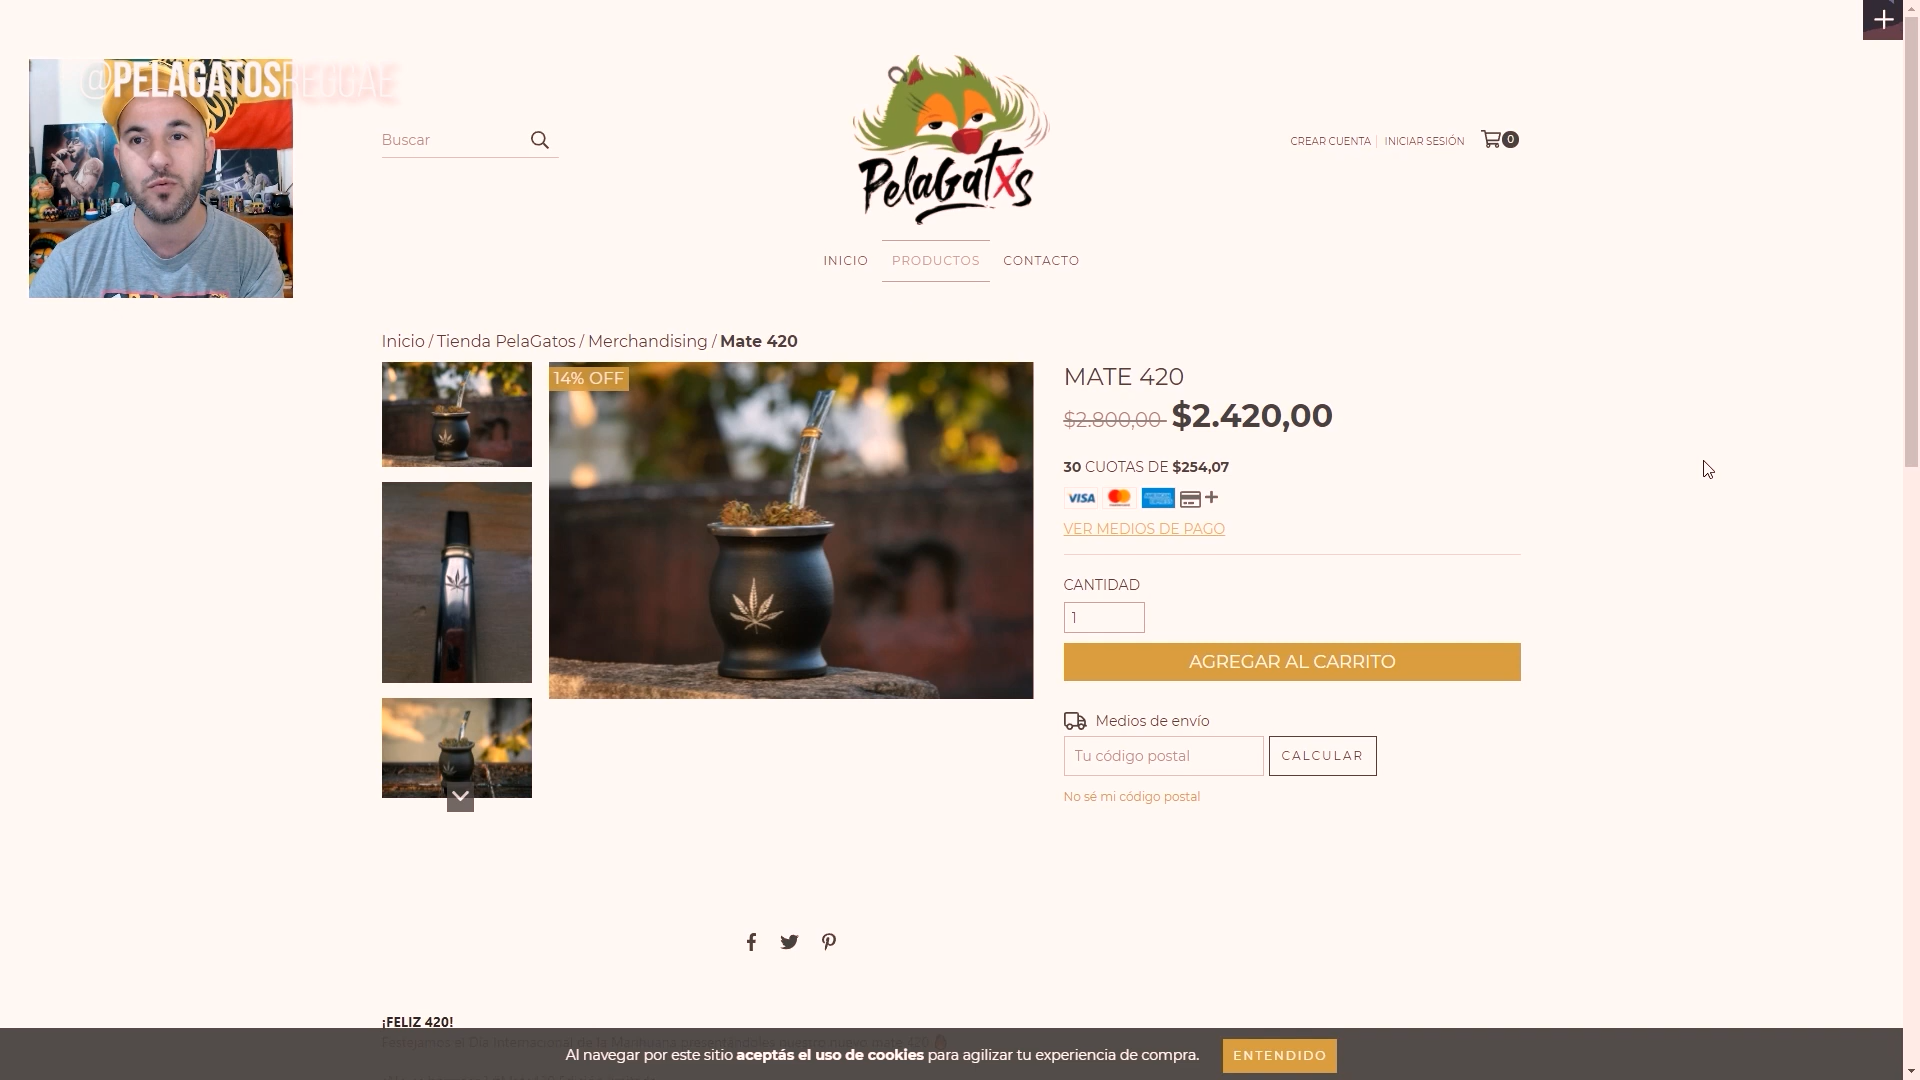 @PELAGATOSREGGAE
Buscar
PelaGatxs
CREAR CUENTA
INICIAR SESIÓN
0
INICIO
PRODUCTOS
CONTACTO
Inicio / Tienda PelaGatos / Merchandising / Mate 420
14% OFF
MATE 420
$2.800,00 $2.420,00
30 CUOTAS DE $254,07
VISA
VER MEDIOS DE PAGO
CANTIDAD
1
AGREGAR AL CARRITO
Medios de envío
Tu código postal
CALCULAR
No sé mi código postal
¡FELIZ 420!
Al navegar por este sitio aceptás el uso de cookies para agilizar tu experiencia de compra.
ENTENDIDO